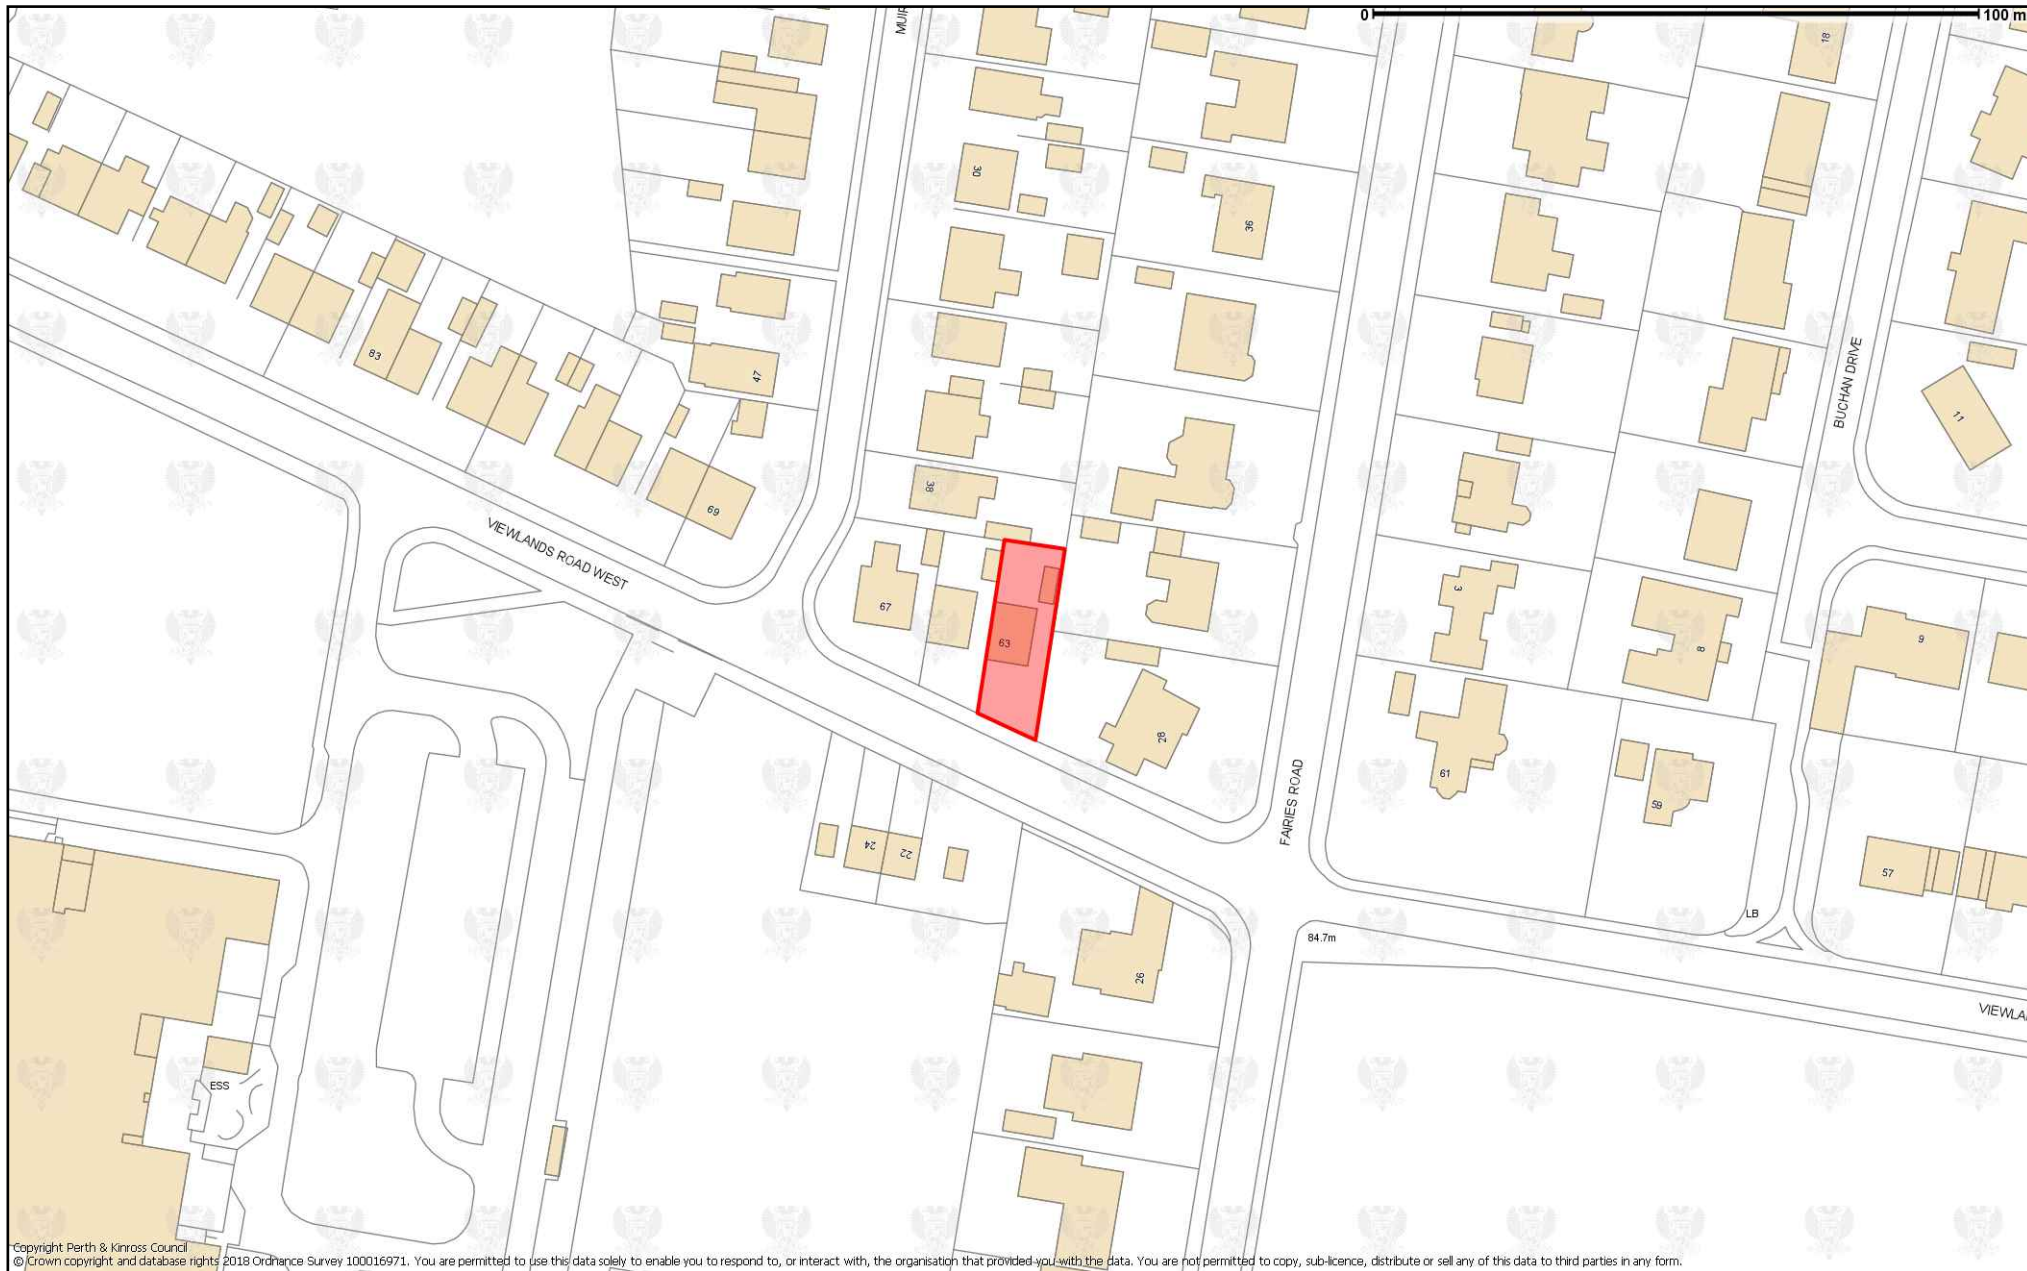 MUIR
0
100 m
18
30
36
83
47
BUCHAN DRIVE
11
38
69
VIEWLANDS ROAD WEST
67
63
3
8
9
28
61
59
FAIRIES ROAD
24
22
57
LB
84.7m
26
VIEWLA
ESS
Copyright Perth & Kinross Council
© Crown copyright and database rights 2018 Ordnance Survey 100016971. You are permitted to use this data solely to enable you to respond to, or interact with, the organisation that provided you with the data. You are not permitted to copy, sub-licence, distribute or sell any of this data to third parties in any form.